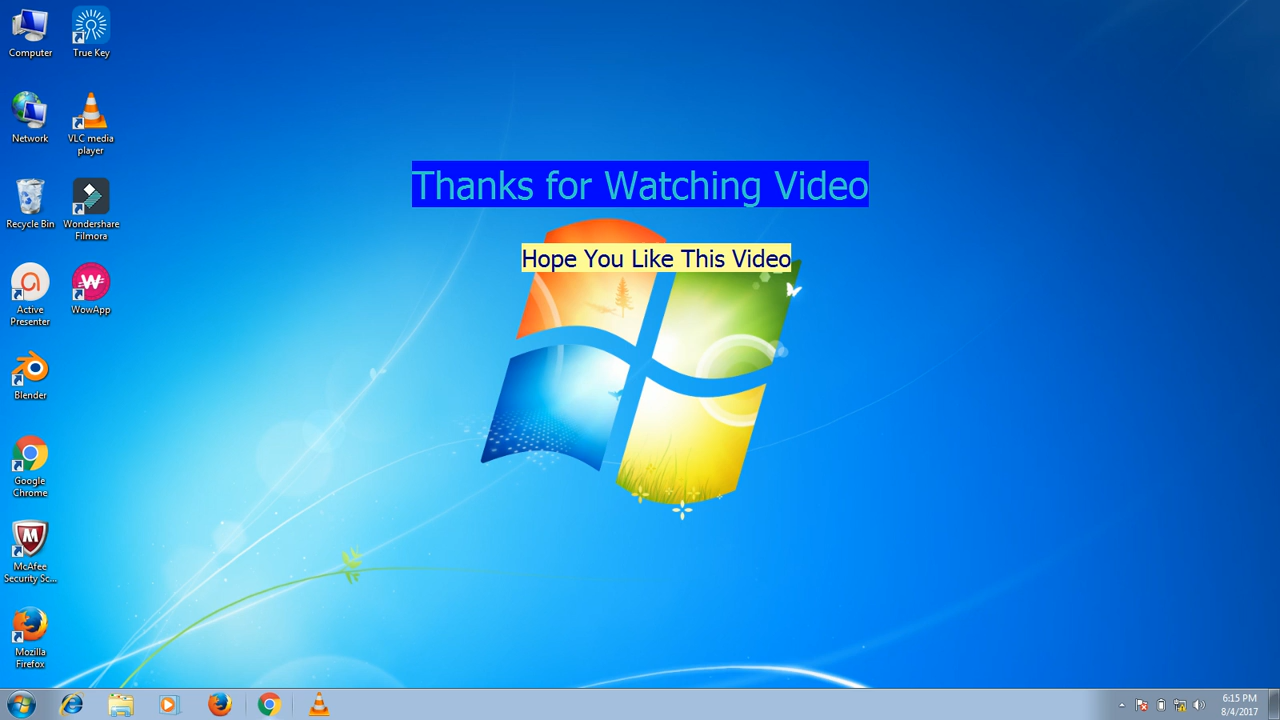 Computer
True Key
Network
VLC media
player
Recycle Bin
Wondershare
Filmora
Active
Presenter
WowApp
Blender
Google
Chrome
McAfee
Security Sc...
Mozilla
Firefox
Thanks for Watching Video
Hope You Like This Video
6:15 PM
8/4/2017